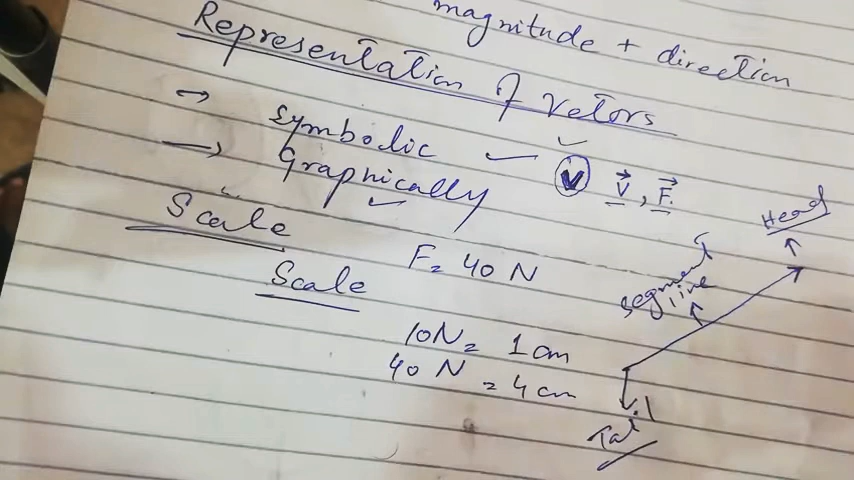 magnitude + direction
Representation of Vetors
→ Symbolic
→ Graphically
V V⃗, F⃗.
Scale
F = 40 N
Scale
10N = 1 cm
40 N = 4 cm
Head
segment
line
Tail